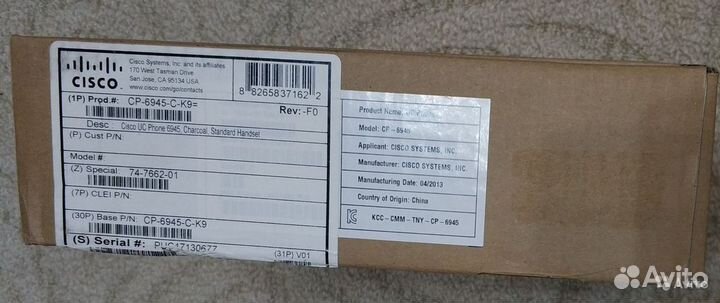 CISCO
Cisco Systems, Inc. and its affiliates
170 West Tasman Drive
San Jose, CA 95134 USA
www.cisco.com/go/contacts
8 82658 37162 2
(1P) Prod.#: CP-6945-C-K9=
Rev: -F0
Desc Cisco UC Phone 6945, Charcoal, Standard Handset
(P) Cust P/N:
Model #:
(Z) Special: 74-7662-01
(7P) CLEI P/N:
(30P) Base P/N: CP-6945-C-K9
(S) Serial #:
(31P) V01
Product Name:
Model: CP-6945
Applicant: CISCO SYSTEMS, INC.
Manufacturer: CISCO SYSTEMS, INC.
Manufacturing Date: 04/2013
Country of Origin: China
KCC-CMM-TNY-CP-6945
Avito
Avito